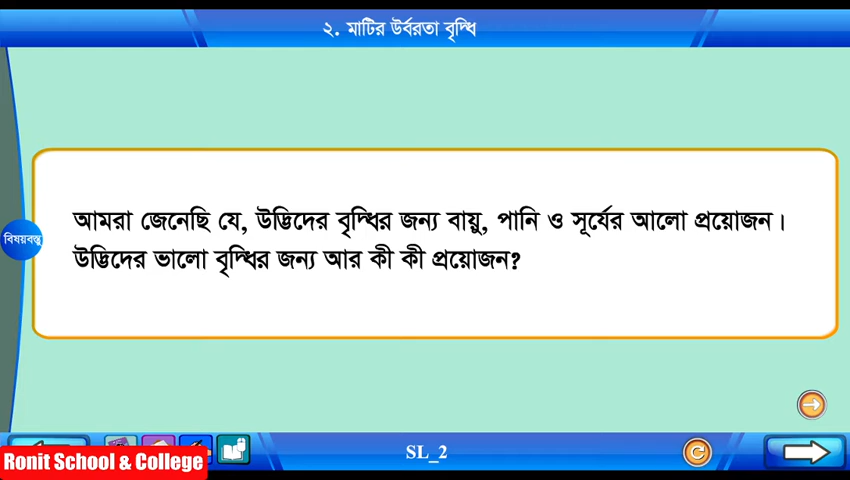 ২. মাটির উর্বরতা বৃদ্ধি
আমরা জেনেছি যে, উদ্ভিদের বৃদ্ধির জন্য বায়ু, পানি ও সূর্যের আলো প্রয়োজন।
উদ্ভিদের ভালো বৃদ্ধির জন্য আর কী কী প্রয়োজন?
বিষয়বস্তু
SL_2
Ronit School & College